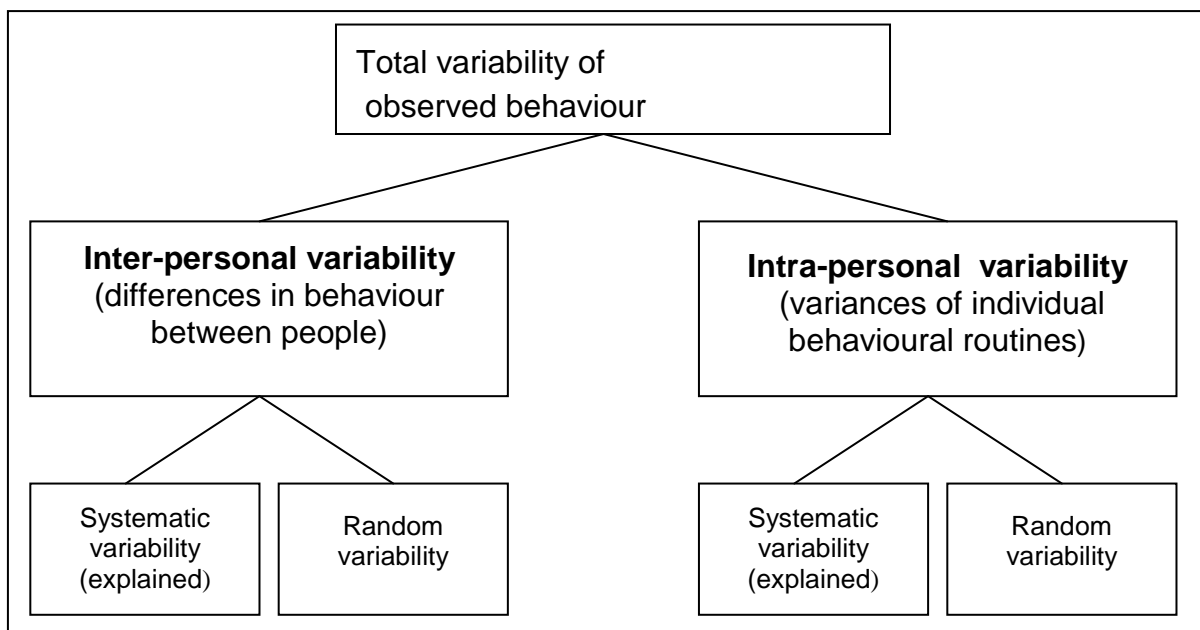 Total variability of
observed behaviour
Inter-personal variability
(differences in behaviour
between people)
Intra-personal variability
(variances of individual
behavioural routines)
Systematic
variability
(explained)
Random
variability
Systematic
variability
(explained)
Random
variability